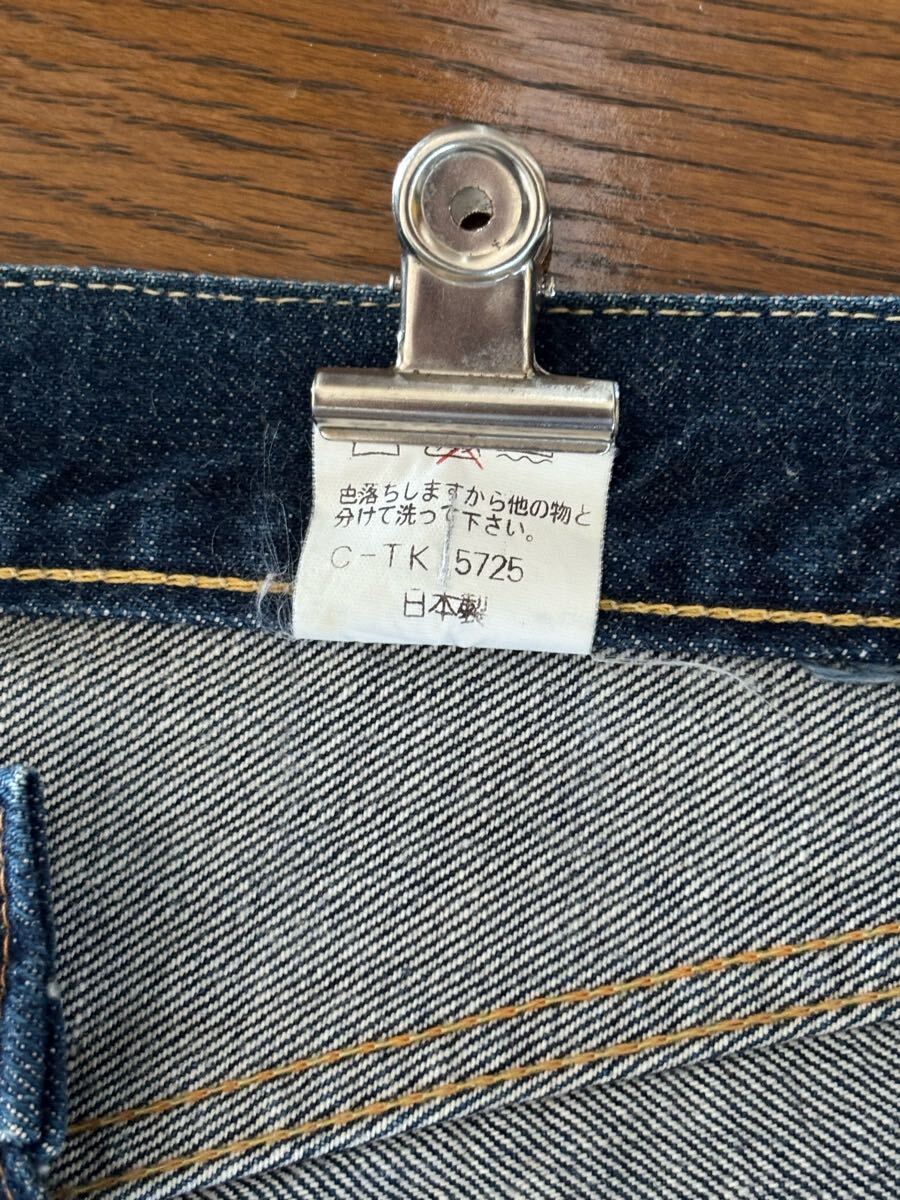 色落ちしますから他の物と
分けて洗って下さい。
C-TK 5725
日本製